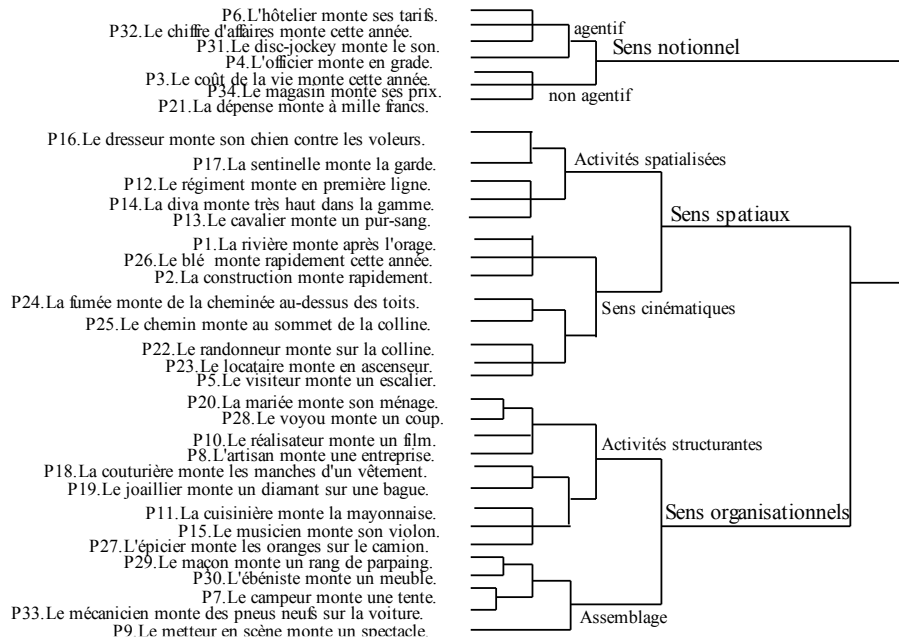 P6.L'hôtelier monte ses tarifs.
P32.Le chiffre d'affaires monte cette année.
agentif
P31.Le disc-jockey monte le son.
Sens notionnel
P4.L'officier monte en grade.
P3.Le coût de la vie monte cette année.
P34.Le magasin monte ses prix.
non agentif
P21.La dépense monte à mille francs.
P16.Le dresseur monte son chien contre les voleurs.
Activités spatialisées
P17.La sentinelle monte la garde.
P12.Le régiment monte en première ligne.
P14.La diva monte très haut dans la gamme.
Sens spatiaux
P13.Le cavalier monte un pur-sang.
P1.La rivière monte après l'orage.
P26.Le blé monte rapidement cette année.
P2.La construction monte rapidement.
P24.La fumée monte de la cheminée au-dessus des toits.
Sens cinématiques
P25.Le chemin monte au sommet de la colline.
P22.Le randonneur monte sur la colline.
P23.Le locataire monte en ascenseur.
P5.Le visiteur monte un escalier.
P20.La mariée monte son ménage.
P28.Le voyou monte un coup.
P10.Le réalisateur monte un film.
Activités structurantes
P8.L'artisan monte une entreprise.
P18.La couturière monte les manches d'un vêtement.
P19.Le joaillier monte un diamant sur une bague.
P11.La cuisinière monte la mayonnaise.
Sens organisationnels
P15.Le musicien monte son violon.
P27.L'épicier monte les oranges sur le camion.
P29.Le maçon monte un rang de parpaing.
P30.L'ébéniste monte un meuble.
P7.Le campeur monte une tente.
P33.Le mécanicien monte des pneus neufs sur la voiture.
Assemblage
P9.Le metteur en scène monte un spectacle.